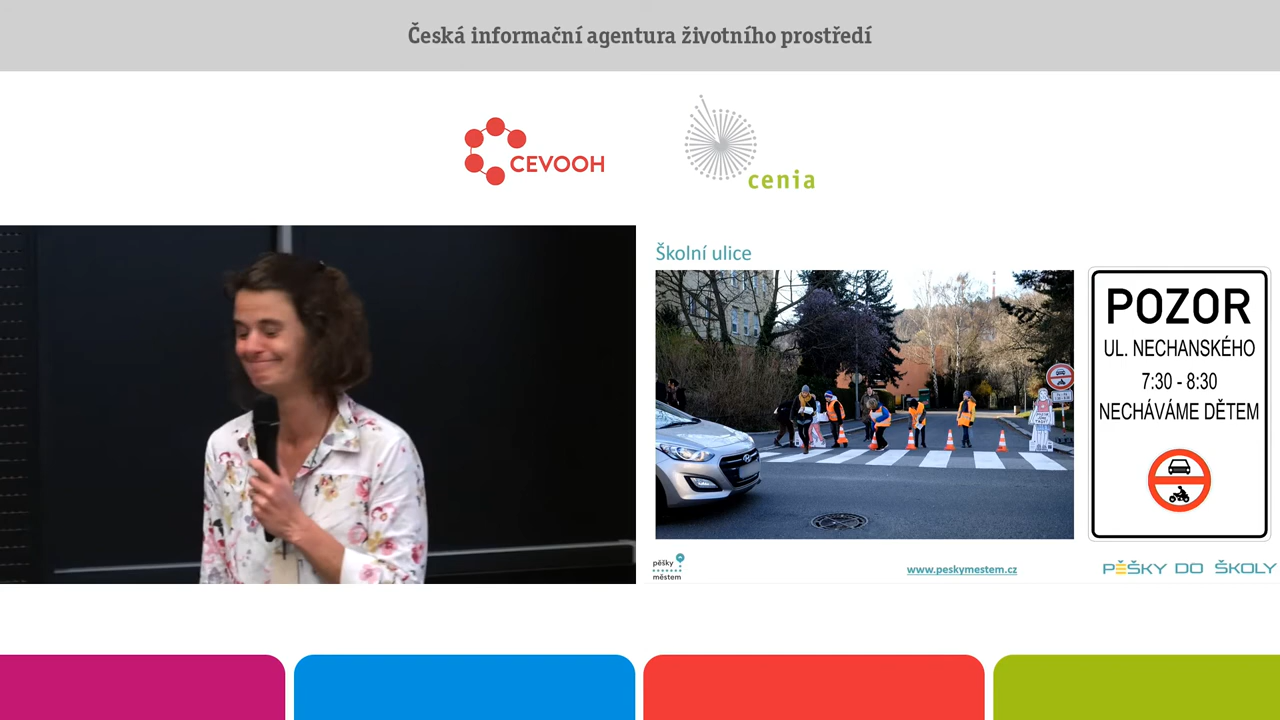 Česká informační agentura životního prostředí
CEVOOH
cenia
Školní ulice
POZOR
UL. NECHANSKÉHO
7:30 - 8:30
NECHÁVÁME DĚTEM
pěšky
městem
www.peskymestem.cz
PĚŠKY DO ŠKOLY